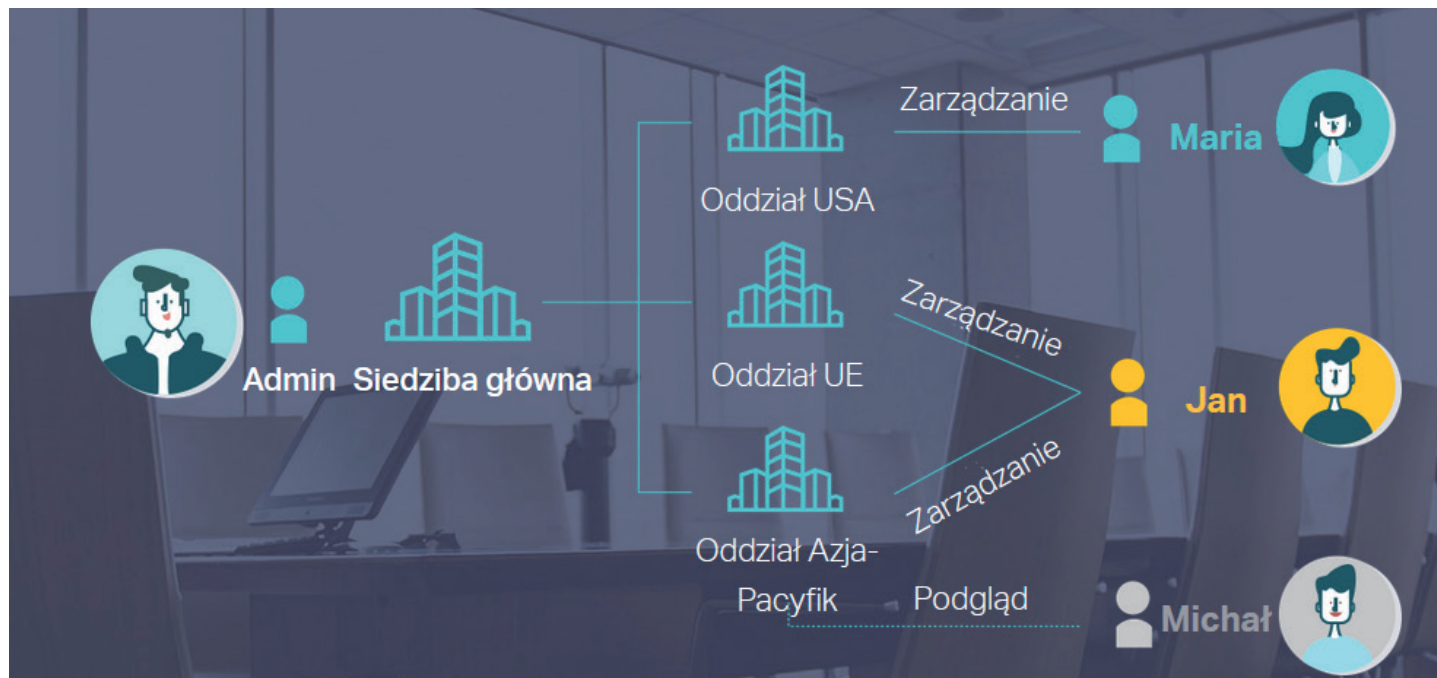 Zarządzanie
Maria
Oddział USA
Admin
Siedziba główna
Zarządzanie
Oddział UE
Jan
Zarządzanie
Oddział Azja-
Pacyfik
Podgląd
Michał